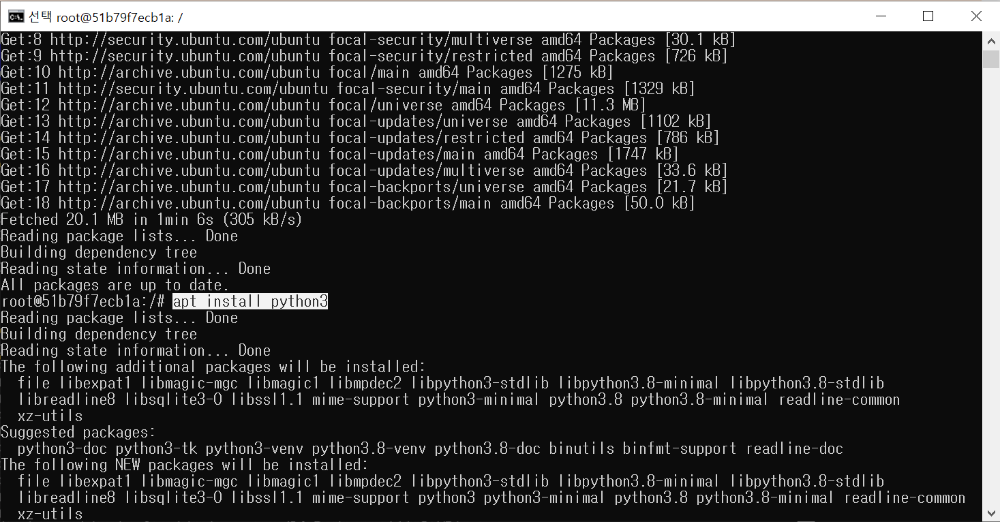 선택 root@51b79f7ecb1a: /
Get:8 http://security.ubuntu.com/ubuntu focal-security/multiverse amd64 Packages [30.1 kB]
Get:9 http://security.ubuntu.com/ubuntu focal-security/restricted amd64 Packages [726 kB]
Get:10 http://archive.ubuntu.com/ubuntu focal/main amd64 Packages [1275 kB]
Get:11 http://security.ubuntu.com/ubuntu focal-security/main amd64 Packages [1329 kB]
Get:12 http://archive.ubuntu.com/ubuntu focal/universe amd64 Packages [11.3 MB]
Get:13 http://archive.ubuntu.com/ubuntu focal-updates/universe amd64 Packages [1102 kB]
Get:14 http://archive.ubuntu.com/ubuntu focal-updates/restricted amd64 Packages [786 kB]
Get:15 http://archive.ubuntu.com/ubuntu focal-updates/main amd64 Packages [1747 kB]
Get:16 http://archive.ubuntu.com/ubuntu focal-updates/multiverse amd64 Packages [33.6 kB]
Get:17 http://archive.ubuntu.com/ubuntu focal-backports/universe amd64 Packages [21.7 kB]
Get:18 http://archive.ubuntu.com/ubuntu focal-backports/main amd64 Packages [50.0 kB]
Fetched 20.1 MB in 1min 6s (305 kB/s)
Reading package lists... Done
Building dependency tree
Reading state information... Done
All packages are up to date.
root@51b79f7ecb1a:/# apt install python3
Reading package lists... Done
Building dependency tree
Reading state information... Done
The following additional packages will be installed:
  file libexpat1 libmagic-mgc libmagic1 libmpdec2 libpython3-stdlib libpython3.8-minimal libpython3.8-stdlib
  libreadline8 libsqlite3-0 libssl1.1 mime-support python3-minimal python3.8 python3.8-minimal readline-common
  xz-utils
Suggested packages:
  python3-doc python3-tk python3-venv python3.8-venv python3.8-doc binutils binfmt-support readline-doc
The following NEW packages will be installed:
  file libexpat1 libmagic-mgc libmagic1 libmpdec2 libpython3-stdlib libpython3.8-minimal libpython3.8-stdlib
  libreadline8 libsqlite3-0 libssl1.1 mime-support python3 python3-minimal python3.8 python3.8-minimal readline-common
  xz-utils